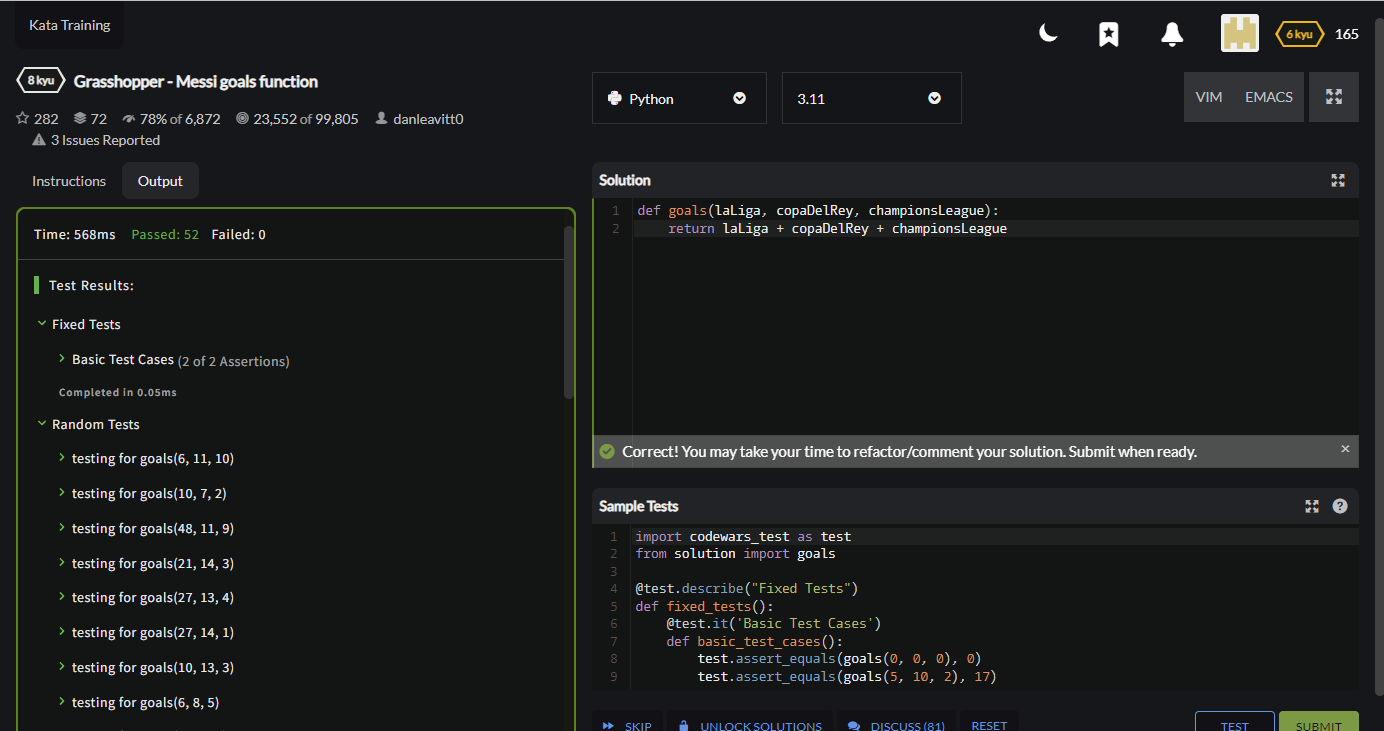 Kata Training
6 kyu 165
8 kyu Grasshopper - Messi goals function
282 72 78% of 6,872 23,552 of 99,805 danleavitt0
3 Issues Reported
Instructions Output
Time: 568ms Passed: 52 Failed: 0
Test Results:
Fixed Tests
Basic Test Cases (2 of 2 Assertions)
Completed in 0.05ms
Random Tests
testing for goals(6, 11, 10)
testing for goals(10, 7, 2)
testing for goals(48, 11, 9)
testing for goals(21, 14, 3)
testing for goals(27, 13, 4)
testing for goals(27, 14, 1)
testing for goals(10, 13, 3)
testing for goals(6, 8, 5)
Python 3.11 VIM EMACS
Solution
1 def goals(laLiga, copaDelRey, championsLeague):
2     return laLiga + copaDelRey + championsLeague
Correct! You may take your time to refactor/comment your solution. Submit when ready. ×
Sample Tests ?
1 import codewars_test as test
2 from solution import goals
3
4 @test.describe("Fixed Tests")
5 def fixed_tests():
6     @test.it('Basic Test Cases')
7     def basic_test_cases():
8         test.assert_equals(goals(0, 0, 0), 0)
9         test.assert_equals(goals(5, 10, 2), 17)
SKIP UNLOCK SOLUTIONS DISCUSS (81) RESET TEST SUBMIT